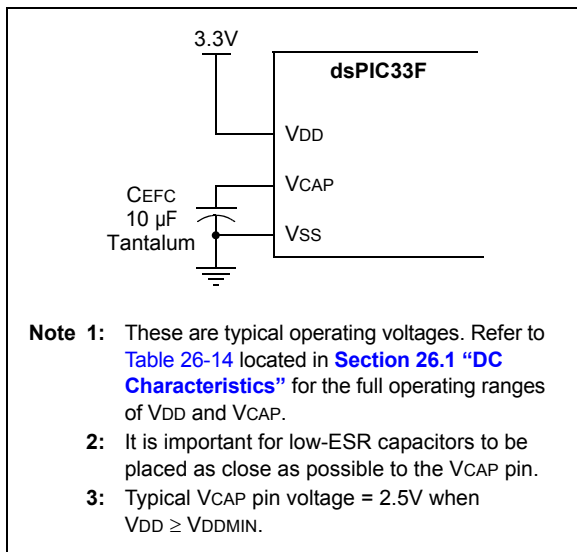 3.3V
dsPIC33F
VDD
VCAP
CEFC
10 µF
Tantalum
VSS
Note 1: These are typical operating voltages. Refer to
Table 26-14 located in Section 26.1 “DC
Characteristics” for the full operating ranges
of VDD and VCAP.
2: It is important for low-ESR capacitors to be
placed as close as possible to the VCAP pin.
3: Typical VCAP pin voltage = 2.5V when
VDD ≥ VDDMIN.